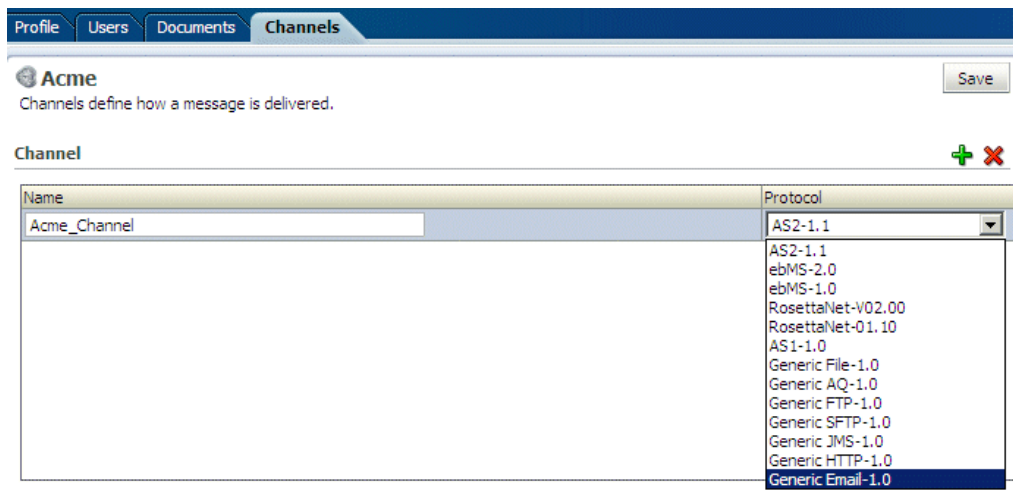 Profile Users Documents Channels
Acme Save
Channels define how a message is delivered.
Channel
Name Protocol
Acme_Channel AS2-1.1
AS2-1.1
ebMS-2.0
ebMS-1.0
RosettaNet-V02.00
RosettaNet-01.10
AS1-1.0
Generic File-1.0
Generic AQ-1.0
Generic FTP-1.0
Generic SFTP-1.0
Generic JMS-1.0
Generic HTTP-1.0
Generic Email-1.0